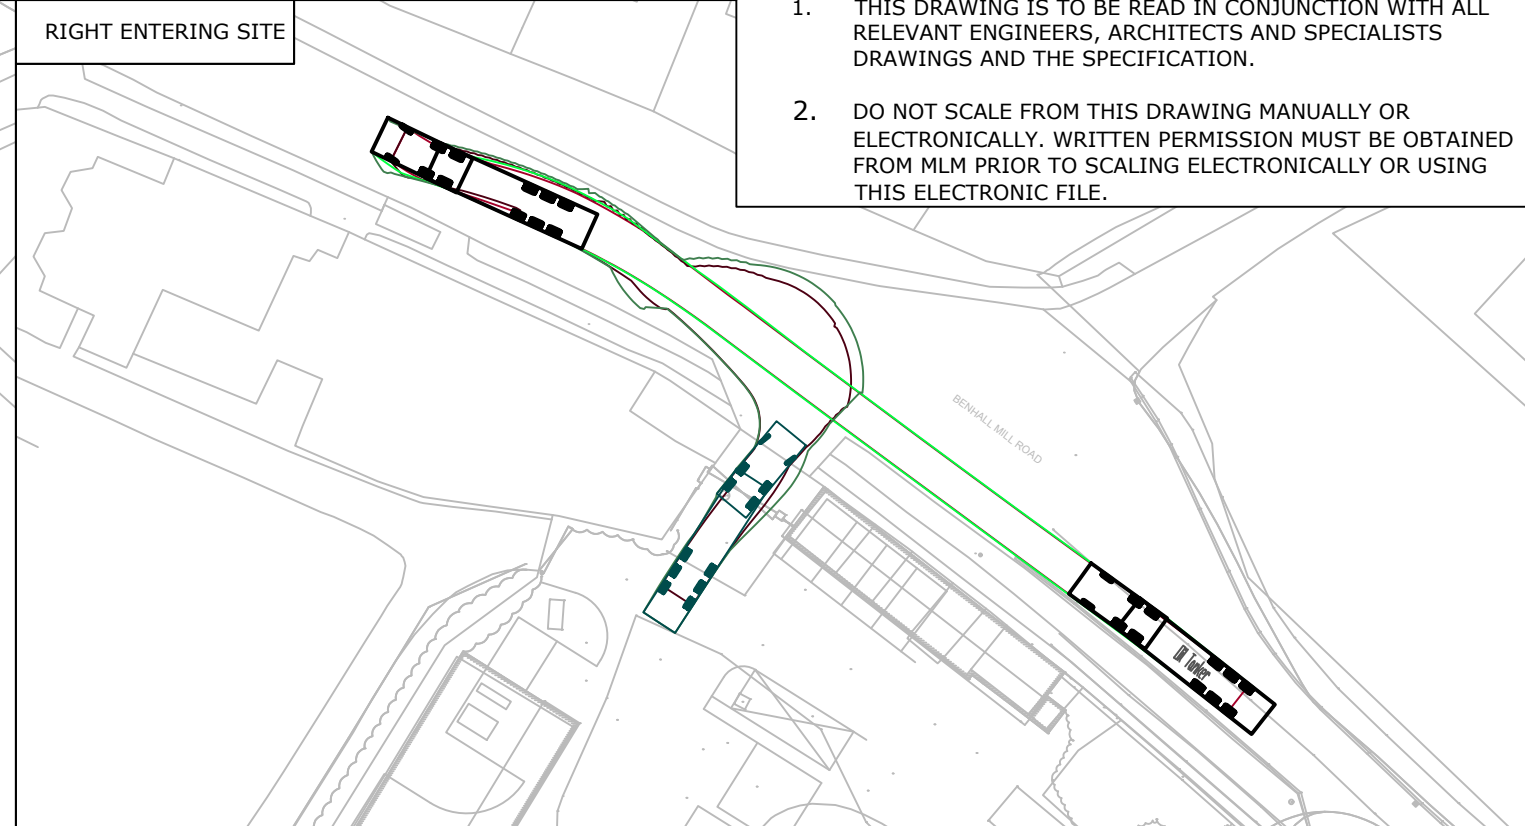 RIGHT ENTERING SITE
1. THIS DRAWING IS TO BE READ IN CONJUNCTION WITH ALL
RELEVANT ENGINEERS, ARCHITECTS AND SPECIALISTS
DRAWINGS AND THE SPECIFICATION.
2. DO NOT SCALE FROM THIS DRAWING MANUALLY OR
ELECTRONICALLY. WRITTEN PERMISSION MUST BE OBTAINED
FROM MLM PRIOR TO SCALING ELECTRONICALLY OR USING
THIS ELECTRONIC FILE.
BENHALL MILL ROAD
Oil Tanker